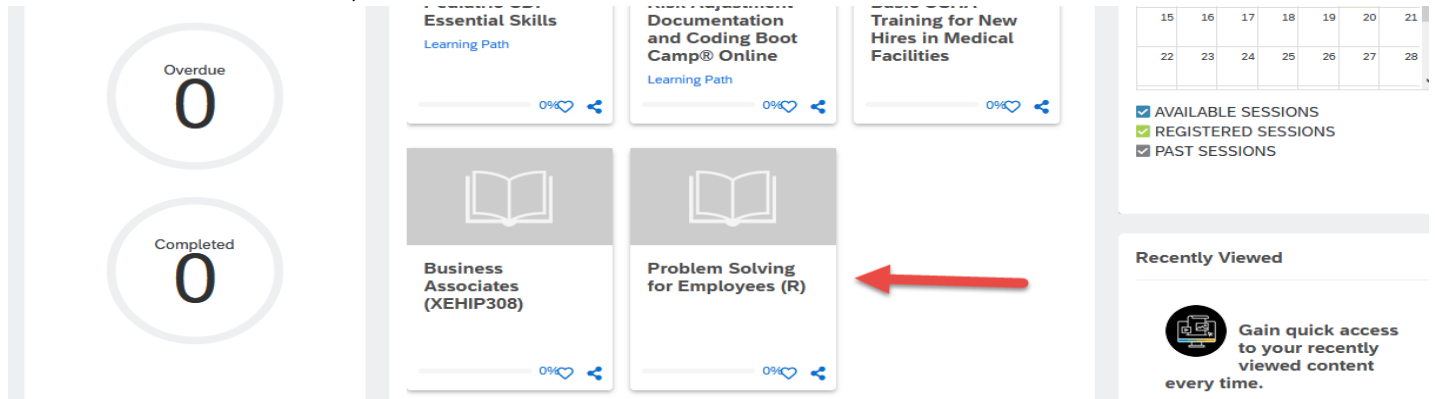 Overdue
0
Completed
0
Essential Skills
Learning Path
0%
Documentation
and Coding Boot
Camp® Online
Learning Path
0%
Training for New
Hires in Medical
Facilities
0%
Business
Associates
(XEHIP308)
0%
Problem Solving
for Employees (R)
0%
15 16 17 18 19 20 21
22 23 24 25 26 27 28
AVAILABLE SESSIONS
REGISTERED SESSIONS
PAST SESSIONS
Recently Viewed
Gain quick access
to your recently
viewed content
every time.